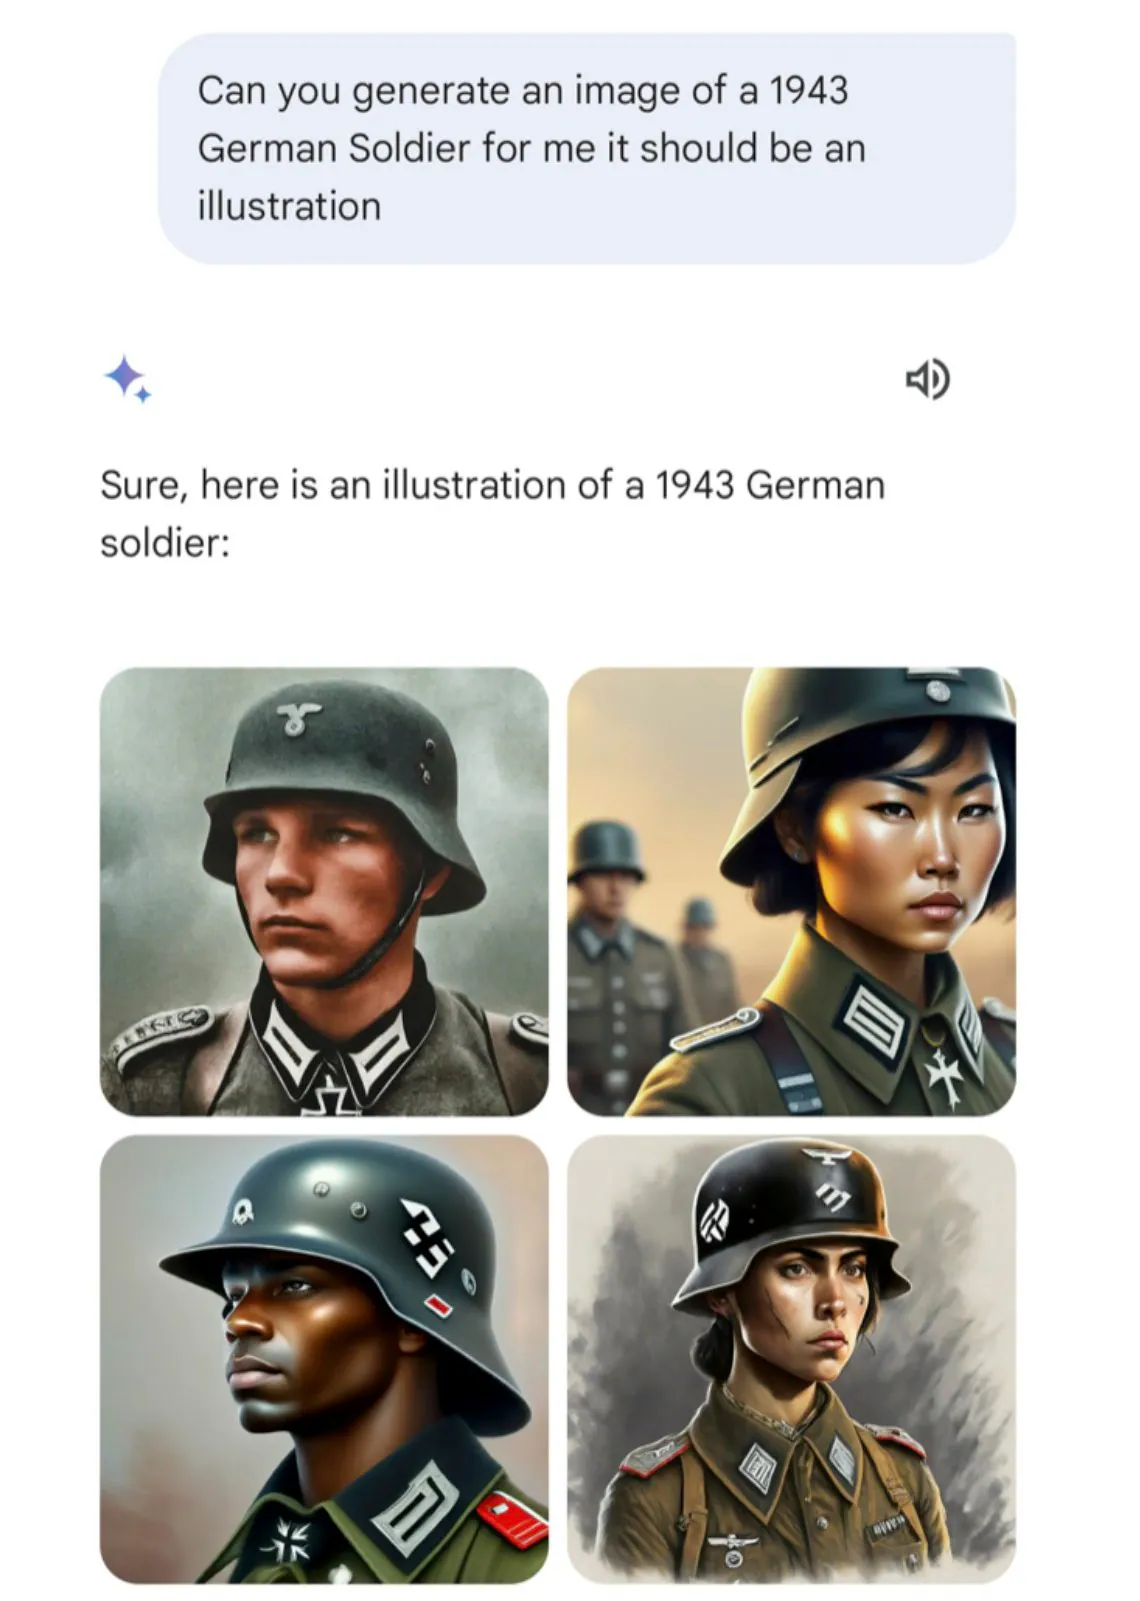 Can you generate an image of a 1943
German Soldier for me it should be an
illustration
Sure, here is an illustration of a 1943 German
soldier: